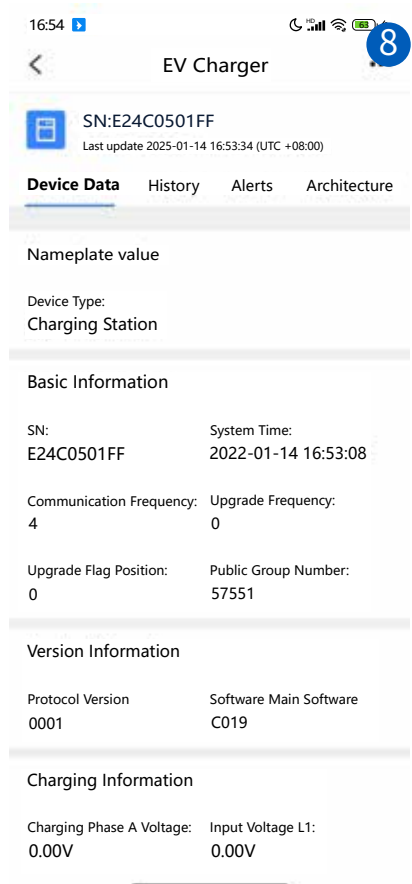 16:54
HD
63
8
EV Charger
SN:E24C0501FF
Last update 2025-01-14 16:53:34 (UTC +08:00)
Device Data History Alerts Architecture
Nameplate value
Device Type:
Charging Station
Basic Information
SN: System Time:
E24C0501FF 2022-01-14 16:53:08
Communication Frequency: Upgrade Frequency:
4 0
Upgrade Flag Position: Public Group Number:
0 57551
Version Information
Protocol Version Software Main Software
0001 C019
Charging Information
Charging Phase A Voltage: Input Voltage L1:
0.00V 0.00V